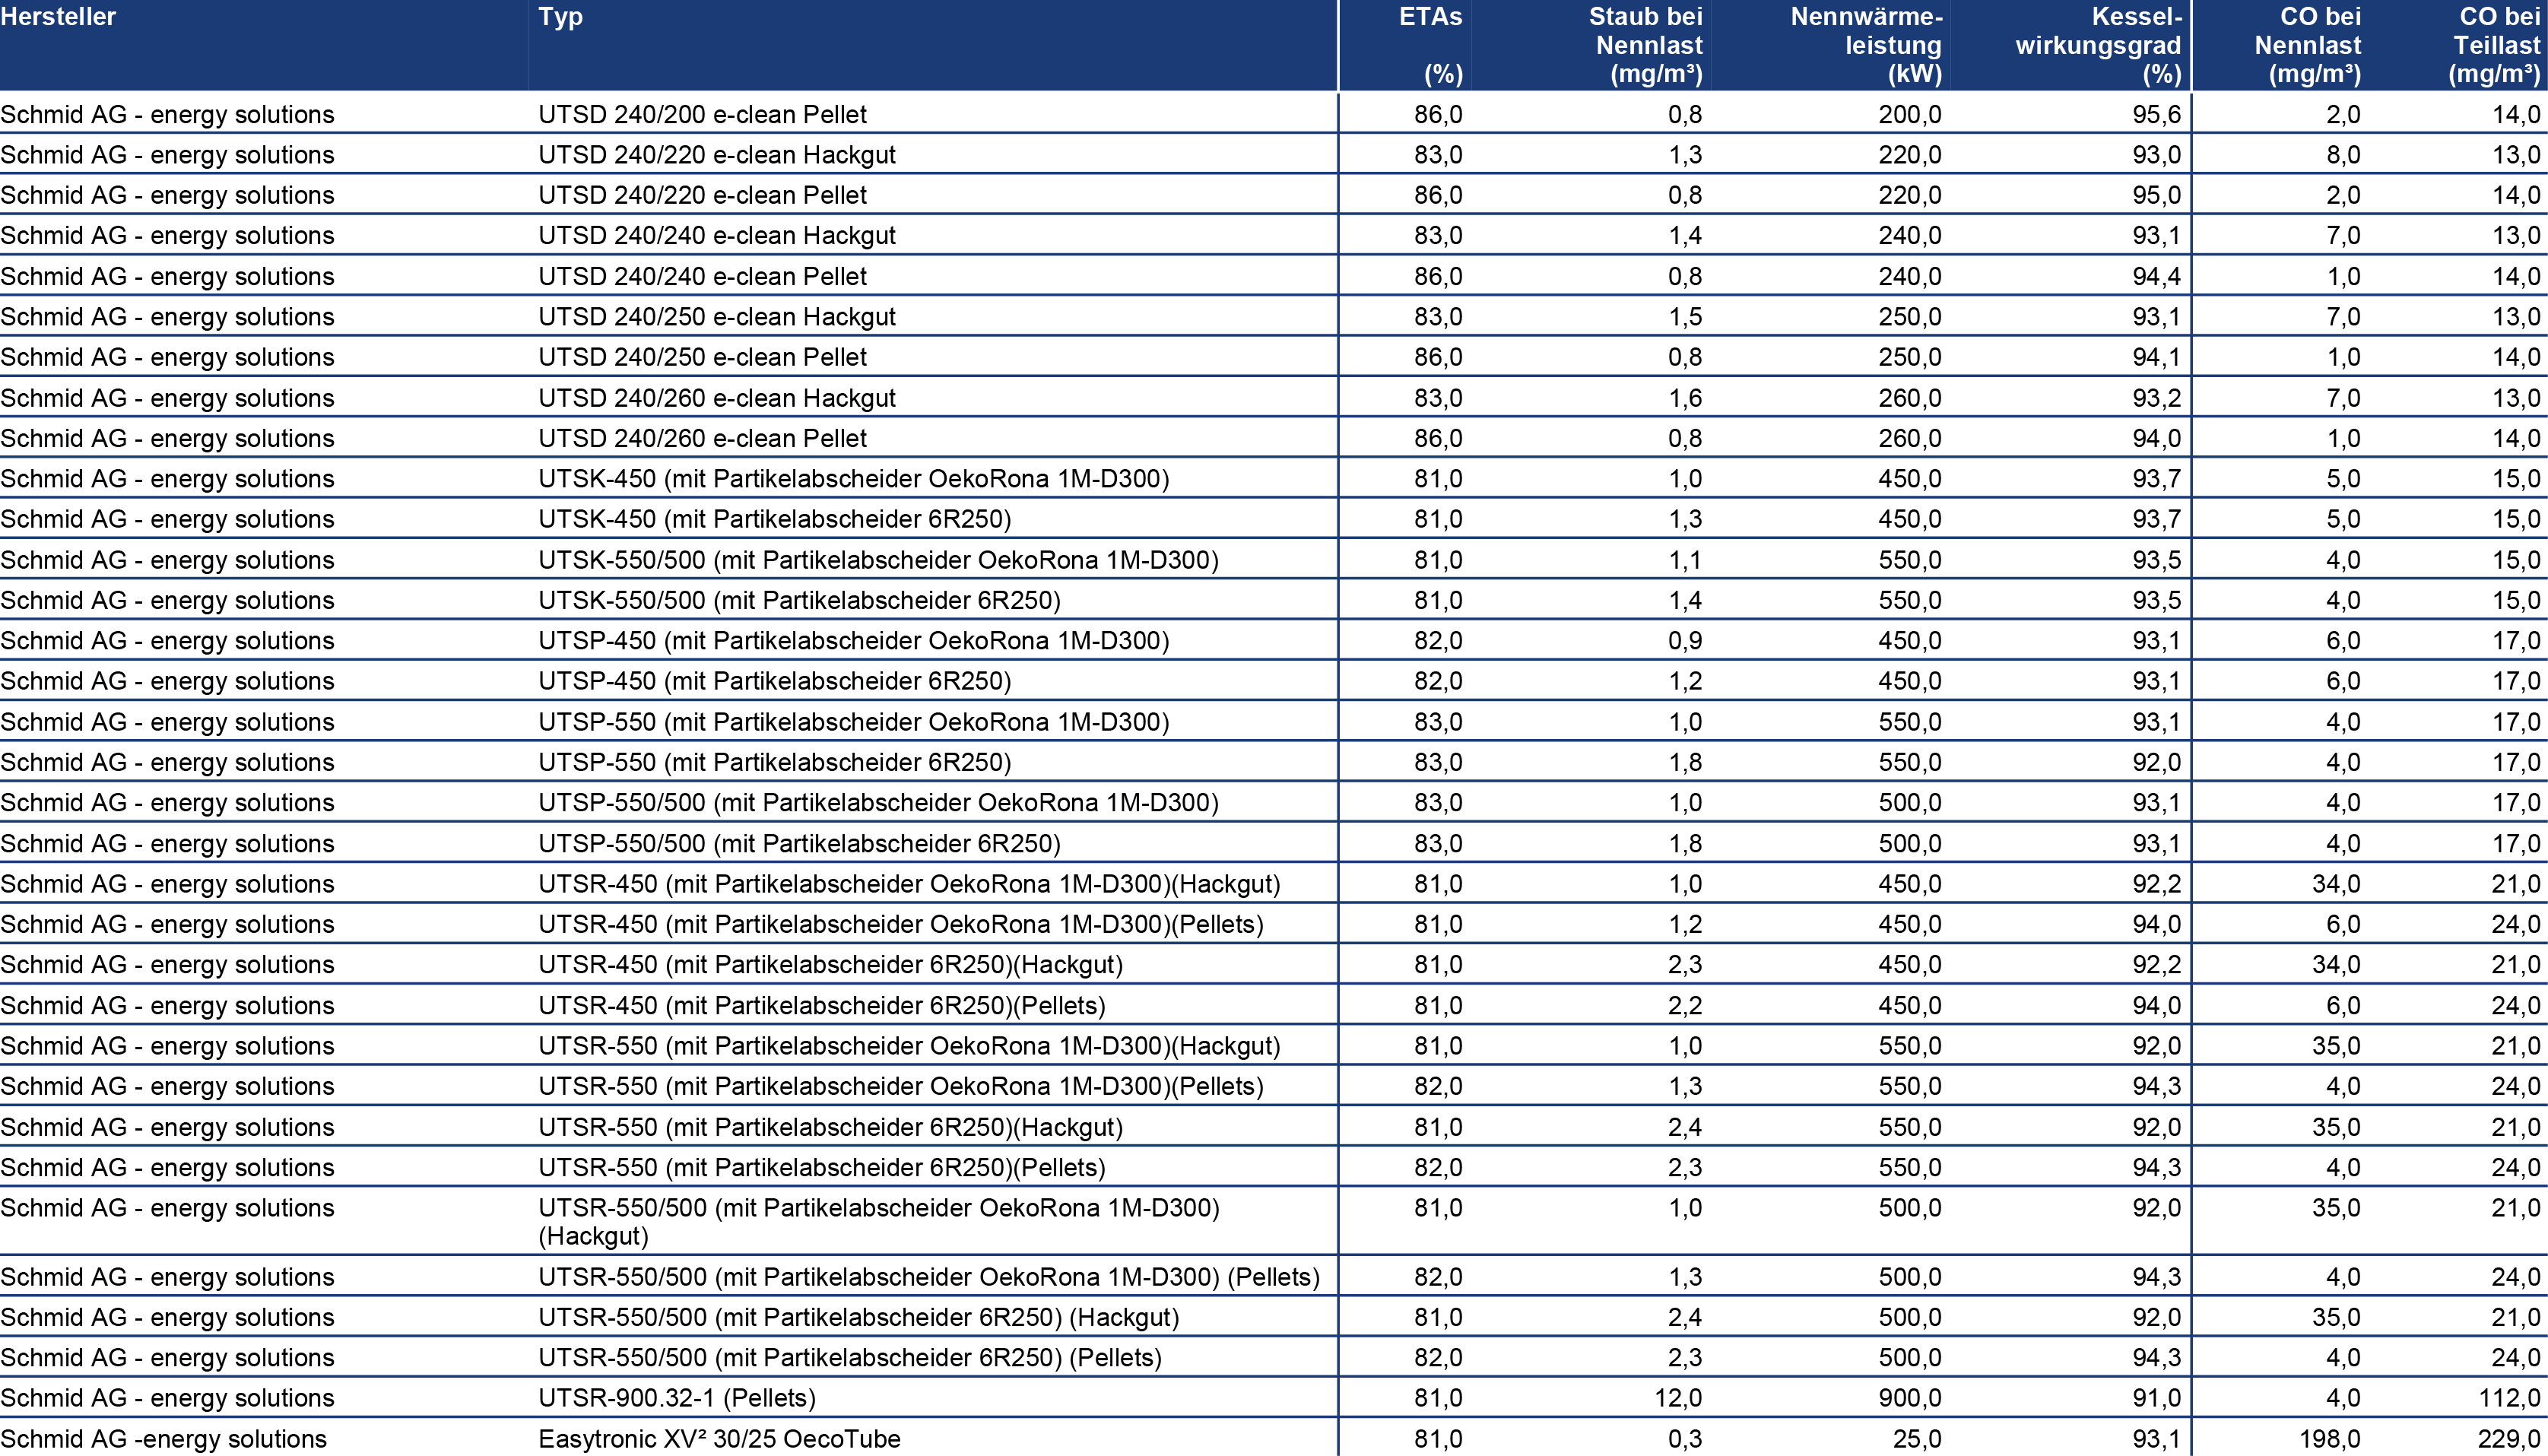 Hersteller Typ ETAs Staub bei Nennwärme- Kessel- CO bei CO bei
Nennlast leistung wirkungsgrad Nennlast Teillast
(%) (mg/m³) (kW) (%) (mg/m³) (mg/m³)
Schmid AG - energy solutions UTSD 240/200 e-clean Pellet 86,0 0,8 200,0 95,6 2,0 14,0
Schmid AG - energy solutions UTSD 240/220 e-clean Hackgut 83,0 1,3 220,0 93,0 8,0 13,0
Schmid AG - energy solutions UTSD 240/220 e-clean Pellet 86,0 0,8 220,0 95,0 2,0 14,0
Schmid AG - energy solutions UTSD 240/240 e-clean Hackgut 83,0 1,4 240,0 93,1 7,0 13,0
Schmid AG - energy solutions UTSD 240/240 e-clean Pellet 86,0 0,8 240,0 94,4 1,0 14,0
Schmid AG - energy solutions UTSD 240/250 e-clean Hackgut 83,0 1,5 250,0 93,1 7,0 13,0
Schmid AG - energy solutions UTSD 240/250 e-clean Pellet 86,0 0,8 250,0 94,1 1,0 14,0
Schmid AG - energy solutions UTSD 240/260 e-clean Hackgut 83,0 1,6 260,0 93,2 7,0 13,0
Schmid AG - energy solutions UTSD 240/260 e-clean Pellet 86,0 0,8 260,0 94,0 1,0 14,0
Schmid AG - energy solutions UTSK-450 (mit Partikelabscheider OekoRona 1M-D300) 81,0 1,0 450,0 93,7 5,0 15,0
Schmid AG - energy solutions UTSK-450 (mit Partikelabscheider 6R250) 81,0 1,3 450,0 93,7 5,0 15,0
Schmid AG - energy solutions UTSK-550/500 (mit Partikelabscheider OekoRona 1M-D300) 81,0 1,1 550,0 93,5 4,0 15,0
Schmid AG - energy solutions UTSK-550/500 (mit Partikelabscheider 6R250) 81,0 1,4 550,0 93,5 4,0 15,0
Schmid AG - energy solutions UTSP-450 (mit Partikelabscheider OekoRona 1M-D300) 82,0 0,9 450,0 93,1 6,0 17,0
Schmid AG - energy solutions UTSP-450 (mit Partikelabscheider 6R250) 82,0 1,2 450,0 93,1 6,0 17,0
Schmid AG - energy solutions UTSP-550 (mit Partikelabscheider OekoRona 1M-D300) 83,0 1,0 550,0 93,1 4,0 17,0
Schmid AG - energy solutions UTSP-550 (mit Partikelabscheider 6R250) 83,0 1,8 550,0 92,0 4,0 17,0
Schmid AG - energy solutions UTSP-550/500 (mit Partikelabscheider OekoRona 1M-D300) 83,0 1,0 500,0 93,1 4,0 17,0
Schmid AG - energy solutions UTSP-550/500 (mit Partikelabscheider 6R250) 83,0 1,8 500,0 93,1 4,0 17,0
Schmid AG - energy solutions UTSR-450 (mit Partikelabscheider OekoRona 1M-D300)(Hackgut) 81,0 1,0 450,0 92,2 34,0 21,0
Schmid AG - energy solutions UTSR-450 (mit Partikelabscheider OekoRona 1M-D300)(Pellets) 81,0 1,2 450,0 94,0 6,0 24,0
Schmid AG - energy solutions UTSR-450 (mit Partikelabscheider 6R250)(Hackgut) 81,0 2,3 450,0 92,2 34,0 21,0
Schmid AG - energy solutions UTSR-450 (mit Partikelabscheider 6R250)(Pellets) 81,0 2,2 450,0 94,0 6,0 24,0
Schmid AG - energy solutions UTSR-550 (mit Partikelabscheider OekoRona 1M-D300)(Hackgut) 81,0 1,0 550,0 92,0 35,0 21,0
Schmid AG - energy solutions UTSR-550 (mit Partikelabscheider OekoRona 1M-D300)(Pellets) 82,0 1,3 550,0 94,3 4,0 24,0
Schmid AG - energy solutions UTSR-550 (mit Partikelabscheider 6R250)(Hackgut) 81,0 2,4 550,0 92,0 35,0 21,0
Schmid AG - energy solutions UTSR-550 (mit Partikelabscheider 6R250)(Pellets) 82,0 2,3 550,0 94,3 4,0 24,0
Schmid AG - energy solutions UTSR-550/500 (mit Partikelabscheider OekoRona 1M-D300) 81,0 1,0 500,0 92,0 35,0 21,0
(Hackgut)
Schmid AG - energy solutions UTSR-550/500 (mit Partikelabscheider OekoRona 1M-D300) (Pellets) 82,0 1,3 500,0 94,3 4,0 24,0
Schmid AG - energy solutions UTSR-550/500 (mit Partikelabscheider 6R250) (Hackgut) 81,0 2,4 500,0 92,0 35,0 21,0
Schmid AG - energy solutions UTSR-550/500 (mit Partikelabscheider 6R250) (Pellets) 82,0 2,3 500,0 94,3 4,0 24,0
Schmid AG - energy solutions UTSR-900.32-1 (Pellets) 81,0 12,0 900,0 91,0 4,0 112,0
Schmid AG -energy solutions Easytronic XV² 30/25 OecoTube 81,0 0,3 25,0 93,1 198,0 229,0